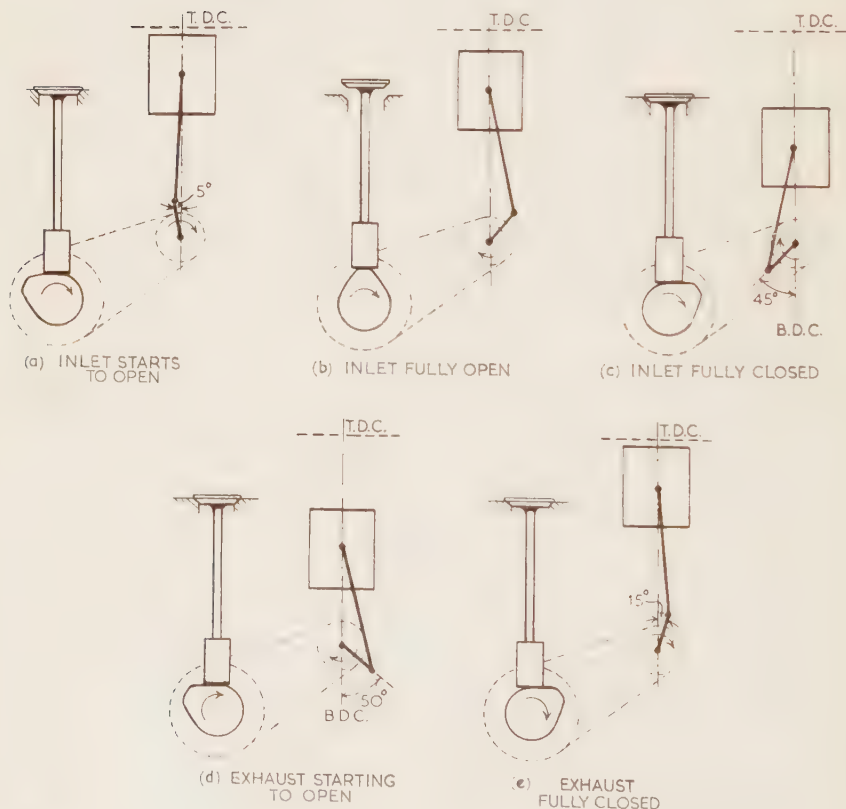 T.D.C.
T.D.C
T.D.C.
5°
45°
B.D.C.
(a) INLET STARTS
TO OPEN
(b) INLET FULLY OPEN
(c) INLET FULLY CLOSED
T.D.C.
T.D.C.
15°
50°
B.D.C.
(d) EXHAUST STARTING
TO OPEN
(e) EXHAUST
FULLY CLOSED